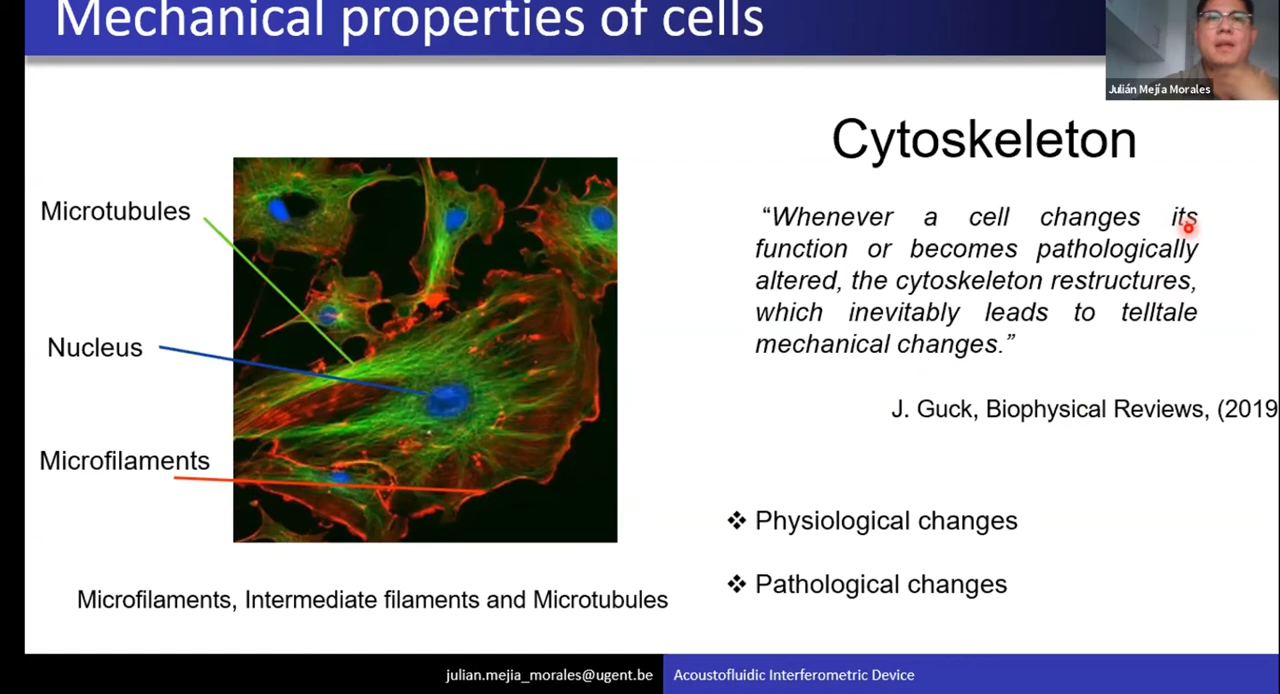 Mechanical properties of cells
Julián Mejía Morales
Cytoskeleton
Microtubules
Nucleus
Microfilaments
“Whenever a cell changes its
function or becomes pathologically
altered, the cytoskeleton restructures,
which inevitably leads to telltale
mechanical changes.”
J. Guck, Biophysical Reviews, (2019
❖ Physiological changes
❖ Pathological changes
Microfilaments, Intermediate filaments and Microtubules
julian.mejia_morales@ugent.be
Acoustofluidic Interferometric Device